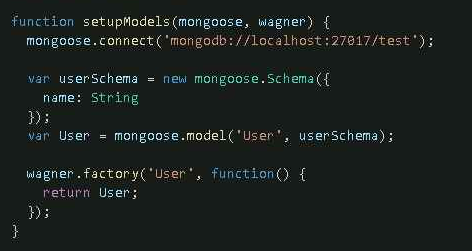 function setupModels(mongoose, wagner) {
  mongoose.connect('mongodb://localhost:27017/test');
  var userSchema = new mongoose.Schema({
    name: String
  });
  var User = mongoose.model('User', userSchema);
  wagner.factory('User', function() {
    return User;
  });
}